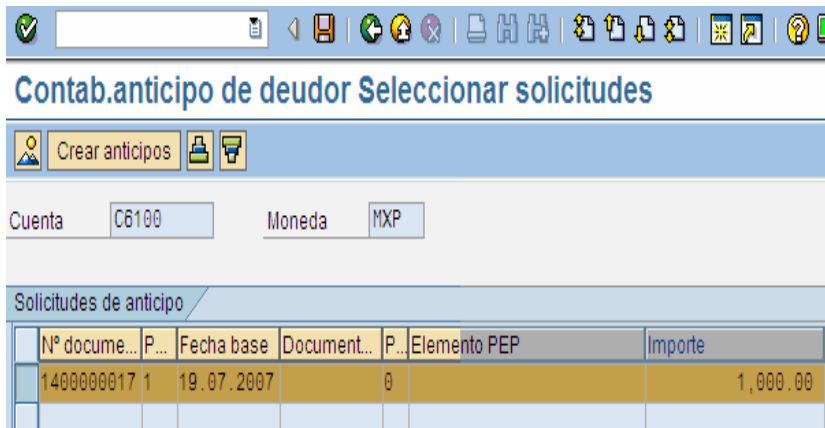 Contab.anticipo de deudor Seleccionar solicitudes
Crear anticipos
Cuenta C6100 Moneda MXP
Solicitudes de anticipo
Nº docume... P... Fecha base Document... P... Elemento PEP Importe
1400000017 1 19.07.2007 0 1,000.00